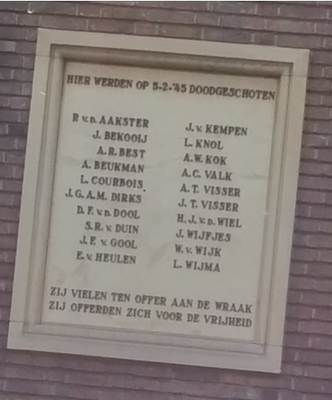 HIER WERDEN OP 5-2-'45 DOODGESCHOTEN
R v.d. AAKSTER
J. BEKOOIJ
A.R. BEST
A. BEUKMAN
L. COURBOIS.
J.G.A.M. DIRKS
D.F. v.d. DOOL
S.R. v. DUIN
J.F. v. GOOL
E. v. HEULEN
J. v. KEMPEN
L. KNOL
A.W. KOK
A.C. VALK
A.T. VISSER
J.T. VISSER
H.J. v.d. WIEL
J. WIJFJES
W. v. WIJK
L. WIJMA
ZIJ VIELEN TEN OFFER AAN DE WRAAK
ZIJ OFFERDEN ZICH VOOR DE VRIJHEID